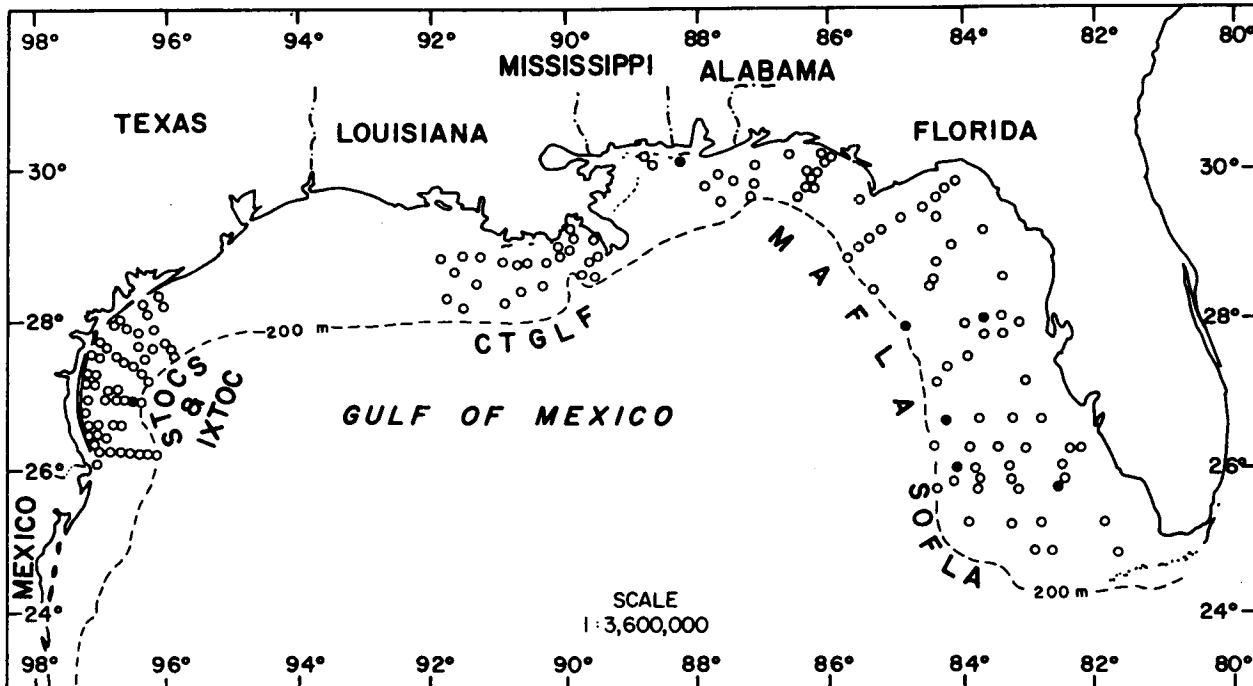 98° 96° 94° 92° 90° 88° 86° 84° 82° 80°
MISSISSIPPI ALABAMA
TEXAS LOUISIANA FLORIDA
30° 30°
MAFLA
28° 28°
200 m
CTGLF
STOCS
&
IXTOC
GULF OF MEXICO
26° 26°
SOFLA
MEXICO
200 m
24° 24°
SCALE
1:3,600,000
98° 96° 94° 92° 90° 88° 86° 84° 82° 80°